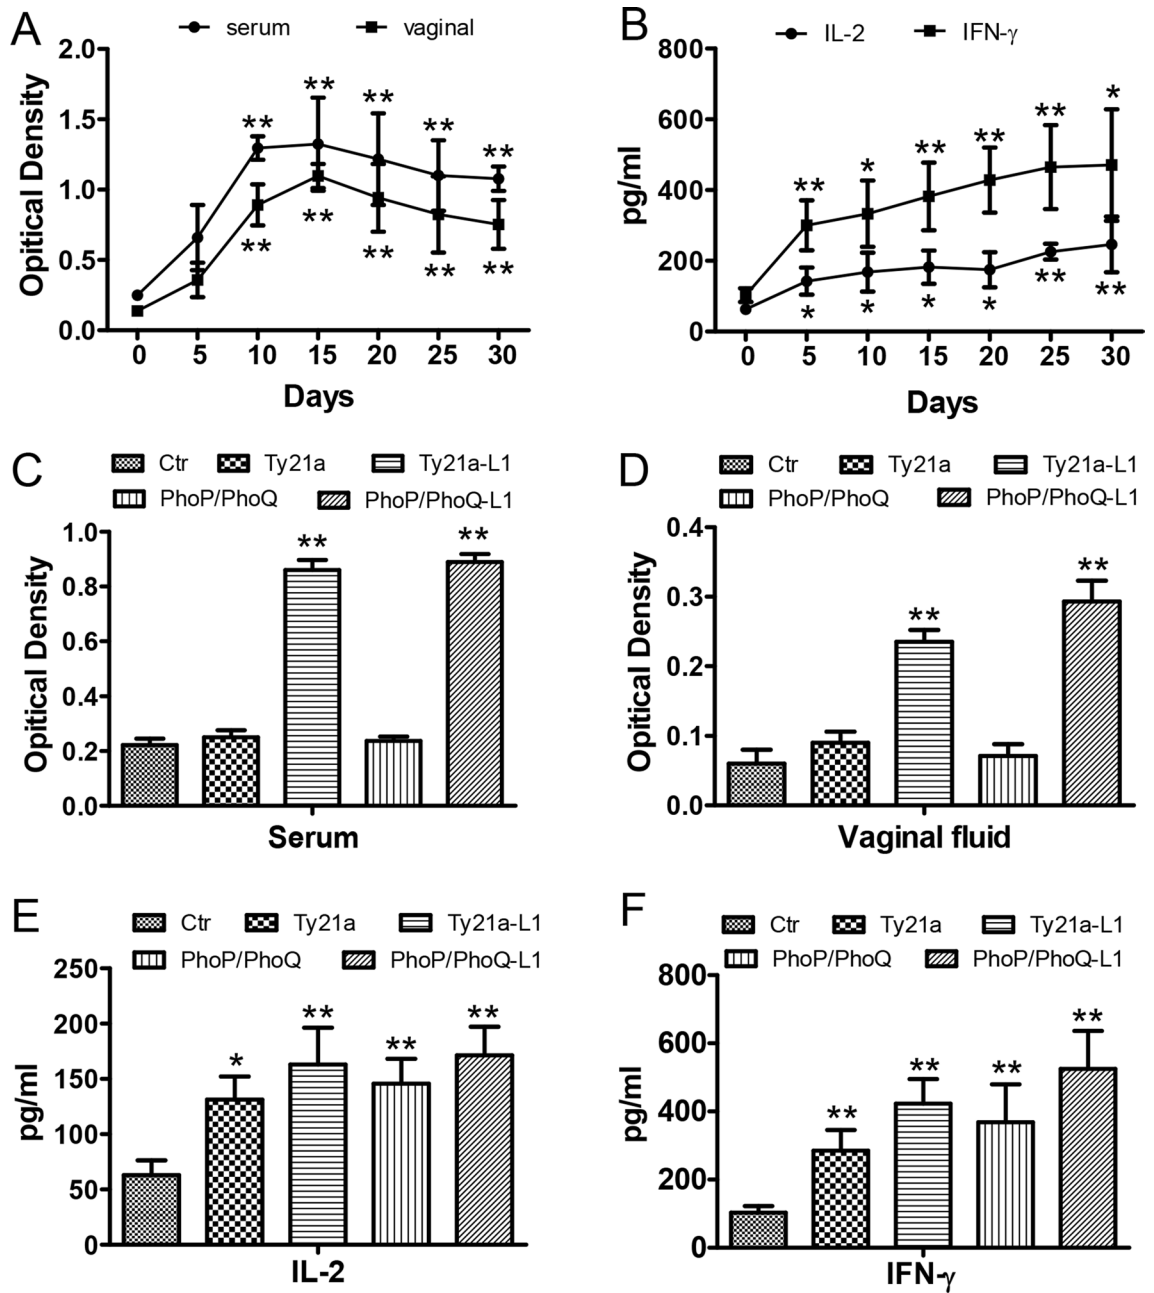 A
serum vaginal
Opitical Density
2.0
1.5
1.0
0.5
0.0
** ** ** ** **
** ** ** ** **
0 5 10 15 20 25 30
Days
B
IL-2 IFN-γ
pg/ml
800
600
400
200
0
** * ** ** ** *
* * * * ** **
0 5 10 15 20 25 30
Days
C
Ctr Ty21a Ty21a-L1
PhoP/PhoQ PhoP/PhoQ-L1
Opitical Density
1.0
0.8
0.6
0.4
0.2
0.0
** **
Serum
D
Ctr Ty21a Ty21a-L1
PhoP/PhoQ PhoP/PhoQ-L1
Opitical Density
0.4
0.3
0.2
0.1
0.0
** **
Vaginal fluid
E
Ctr Ty21a Ty21a-L1
PhoP/PhoQ PhoP/PhoQ-L1
pg/ml
250
200
150
100
50
0
* ** ** **
IL-2
F
Ctr Ty21a Ty21a-L1
PhoP/PhoQ PhoP/PhoQ-L1
pg/ml
800
600
400
200
0
** ** ** **
IFN-γ